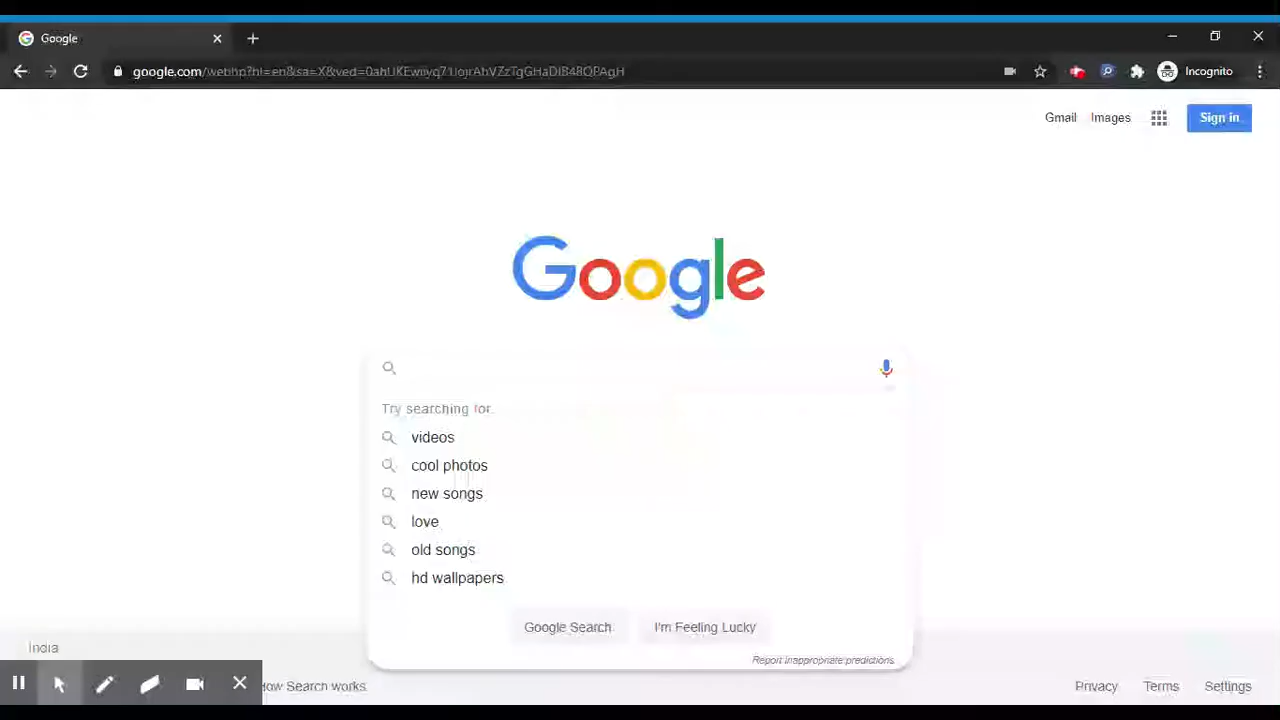 Google
google.com
Incognito
Gmail Images Sign in
Google
Try searching for.
videos
cool photos
new songs
love
old songs
hd wallpapers
Google Search I'm Feeling Lucky
Report inappropriate predictions
India
How Search works Privacy Terms Settings